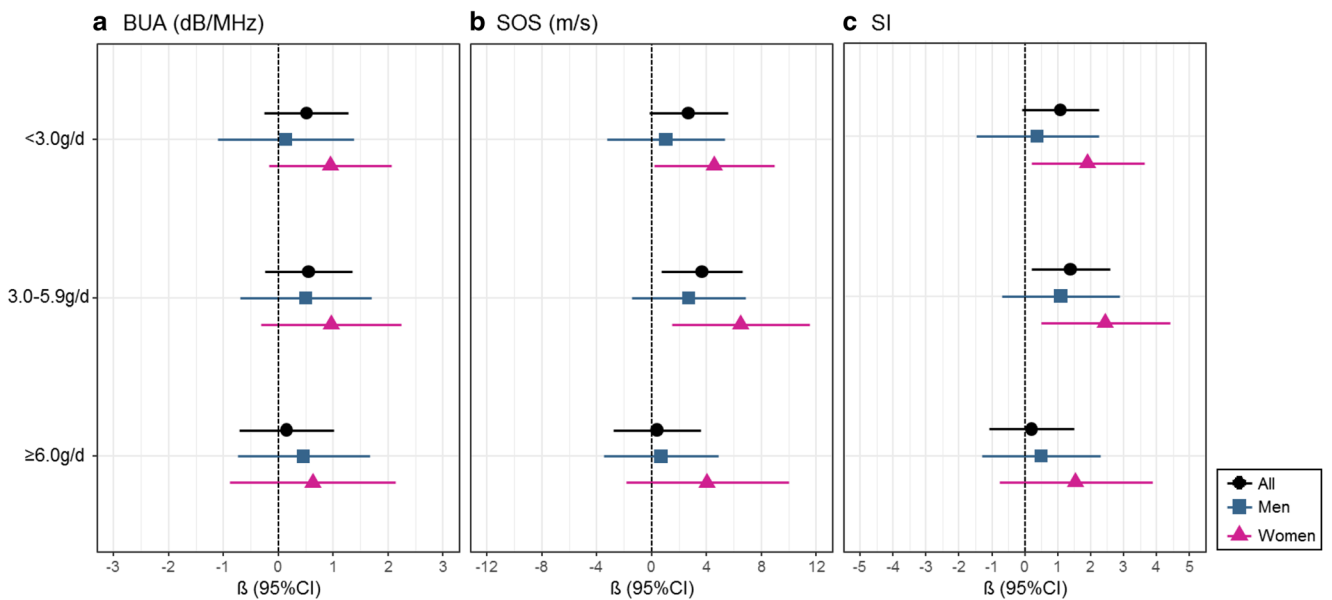 a BUA (dB/MHz)
b SOS (m/s)
c SI
<3.0g/d
3.0-5.9g/d
≥6.0g/d
-3 -2 -1 0 1 2 3
-12 -8 -4 0 4 8 12
-5 -4 -3 -2 -1 0 1 2 3 4 5
ß (95%CI)
ß (95%CI)
ß (95%CI)
All
Men
Women